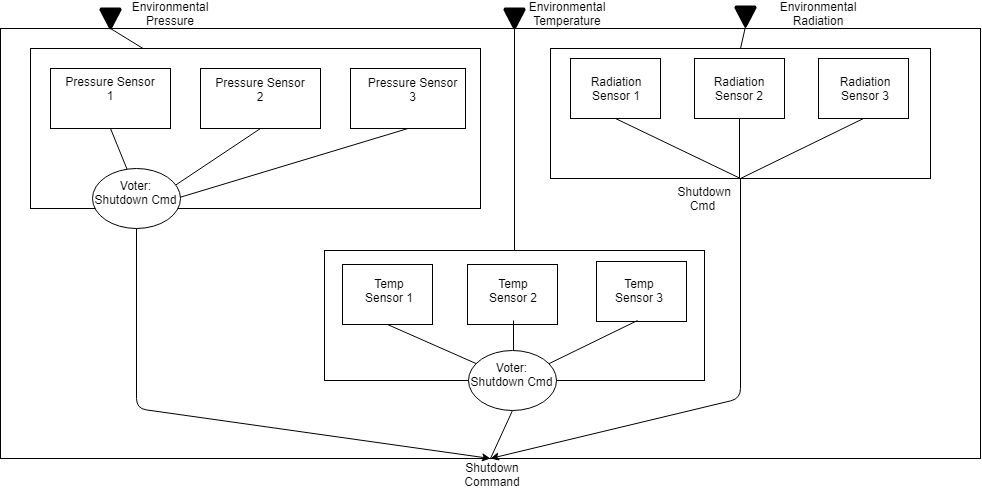 Environmental
Pressure
Environmental
Temperature
Environmental
Radiation
Pressure Sensor
1
Pressure Sensor
2
Pressure Sensor
3
Radiation
Sensor 1
Radiation
Sensor 2
Radiation
Sensor 3
Voter:
Shutdown Cmd
Shutdown
Cmd
Temp
Sensor 1
Temp
Sensor 2
Temp
Sensor 3
Voter:
Shutdown Cmd
Shutdown
Command